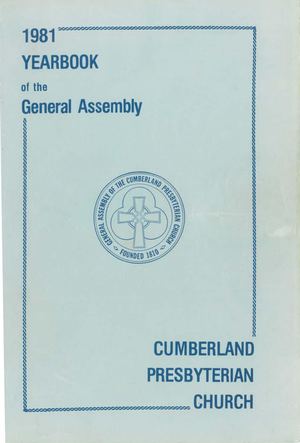 1981
YEARBOOK
of the
General Assembly
GENERAL ASSEMBLY OF THE CUMBERLAND PRESBYTERIAN CHURCH
FOUNDED 1810
CUMBERLAND
PRESBYTERIAN
CHURCH